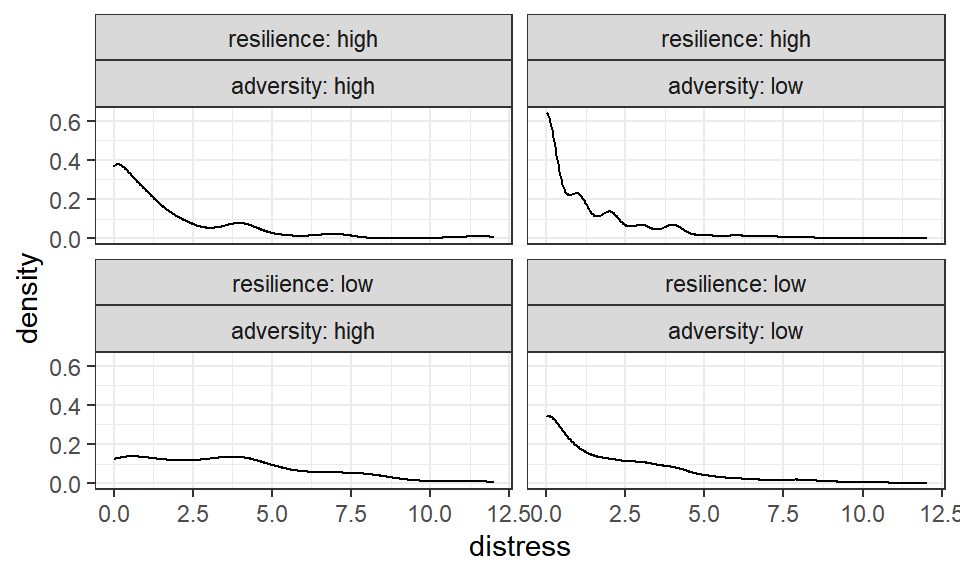 resilience: high
adversity: high
resilience: high
adversity: low
0.6
0.4
0.2
0.0
resilience: low
adversity: high
resilience: low
adversity: low
0.6
0.4
0.2
0.0
0.0 2.5 5.0 7.5 10.0 12.5
0.0 2.5 5.0 7.5 10.0 12.5
distress
density